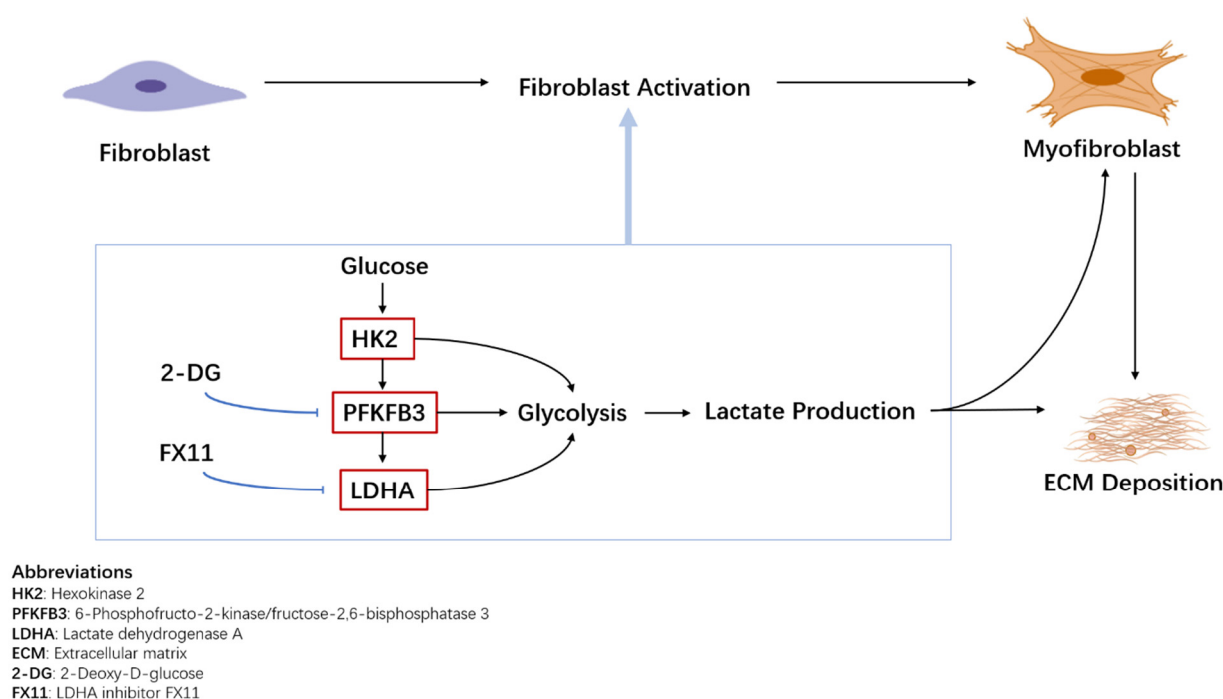 Fibroblast
Fibroblast Activation
Myofibroblast
Glucose
HK2
2-DG
PFKFB3
Glycolysis
Lactate Production
FX11
LDHA
ECM Deposition
Abbreviations
HK2: Hexokinase 2
PFKFB3: 6-Phosphofructo-2-kinase/fructose-2,6-bisphosphatase 3
LDHA: Lactate dehydrogenase A
ECM: Extracellular matrix
2-DG: 2-Deoxy-D-glucose
FX11: LDHA inhibitor FX11